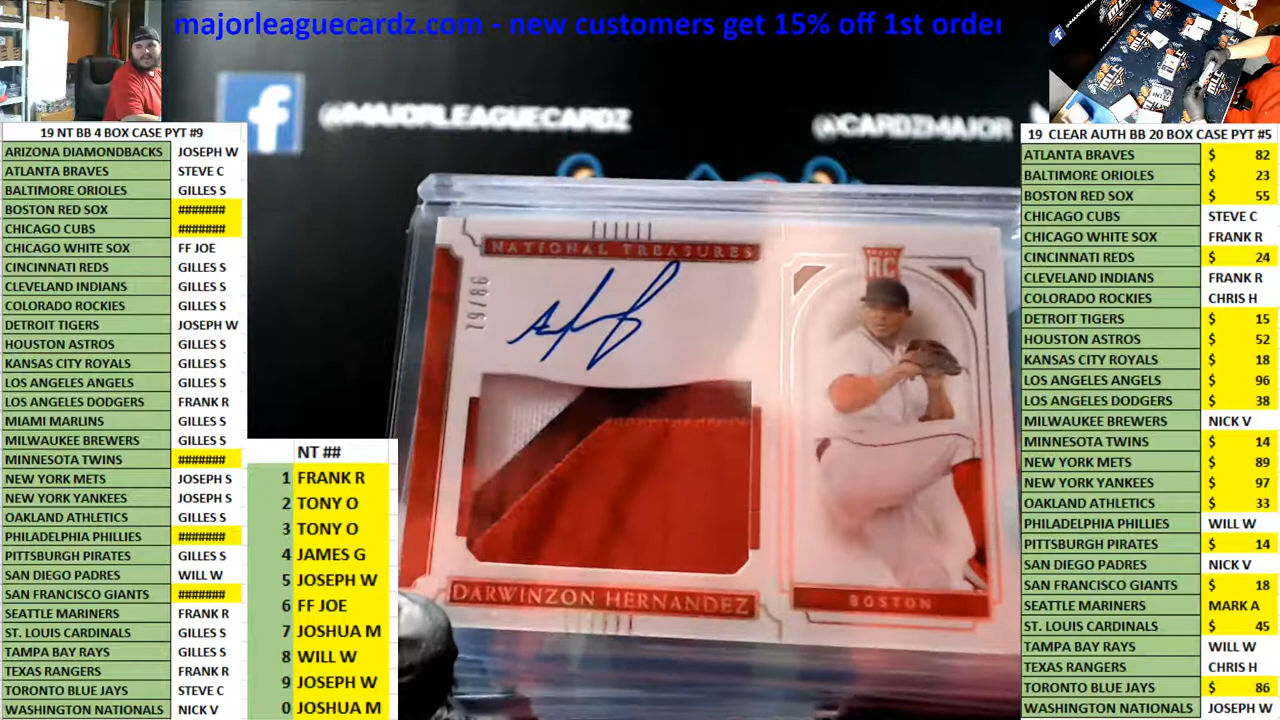 majorleaguecardz.com - new customers get 15% off 1st order
@MAJORLEAGUECARDZ
@CARDZMAJOR
19 NT BB 4 BOX CASE PYT #9
ARIZONA DIAMONDBACKS JOSEPH W
ATLANTA BRAVES STEVE C
BALTIMORE ORIOLES GILLES S
BOSTON RED SOX #######
CHICAGO CUBS #######
CHICAGO WHITE SOX FF JOE
CINCINNATI REDS GILLES S
CLEVELAND INDIANS GILLES S
COLORADO ROCKIES GILLES S
DETROIT TIGERS JOSEPH W
HOUSTON ASTROS GILLES S
KANSAS CITY ROYALS GILLES S
LOS ANGELES ANGELS GILLES S
LOS ANGELES DODGERS FRANK R
MIAMI MARLINS GILLES S
MILWAUKEE BREWERS GILLES S
MINNESOTA TWINS #######
NEW YORK METS JOSEPH S
NEW YORK YANKEES JOSEPH S
OAKLAND ATHLETICS GILLES S
PHILADELPHIA PHILLIES #######
PITTSBURGH PIRATES GILLES S
SAN DIEGO PADRES WILL W
SAN FRANCISCO GIANTS #######
SEATTLE MARINERS FRANK R
ST. LOUIS CARDINALS GILLES S
TAMPA BAY RAYS GILLES S
TEXAS RANGERS FRANK R
TORONTO BLUE JAYS STEVE C
WASHINGTON NATIONALS NICK V
NT ##
1 FRANK R
2 TONY O
3 TONY O
4 JAMES G
5 JOSEPH W
6 FF JOE
7 JOSHUA M
8 WILL W
9 JOSEPH W
0 JOSHUA M
NATIONAL TREASURES
RC
DARWINZON HERNANDEZ
BOSTON
19 CLEAR AUTH BB 20 BOX CASE PYT #5
ATLANTA BRAVES $ 82
BALTIMORE ORIOLES $ 23
BOSTON RED SOX $ 55
CHICAGO CUBS STEVE C
CHICAGO WHITE SOX FRANK R
CINCINNATI REDS $ 24
CLEVELAND INDIANS FRANK R
COLORADO ROCKIES CHRIS H
DETROIT TIGERS $ 15
HOUSTON ASTROS $ 52
KANSAS CITY ROYALS $ 18
LOS ANGELES ANGELS $ 96
LOS ANGELES DODGERS $ 38
MILWAUKEE BREWERS NICK V
MINNESOTA TWINS $ 14
NEW YORK METS $ 89
NEW YORK YANKEES $ 97
OAKLAND ATHLETICS $ 33
PHILADELPHIA PHILLIES WILL W
PITTSBURGH PIRATES $ 14
SAN DIEGO PADRES NICK V
SAN FRANCISCO GIANTS $ 18
SEATTLE MARINERS MARK A
ST. LOUIS CARDINALS $ 45
TAMPA BAY RAYS WILL W
TEXAS RANGERS CHRIS H
TORONTO BLUE JAYS $ 86
WASHINGTON NATIONALS JOSEPH W